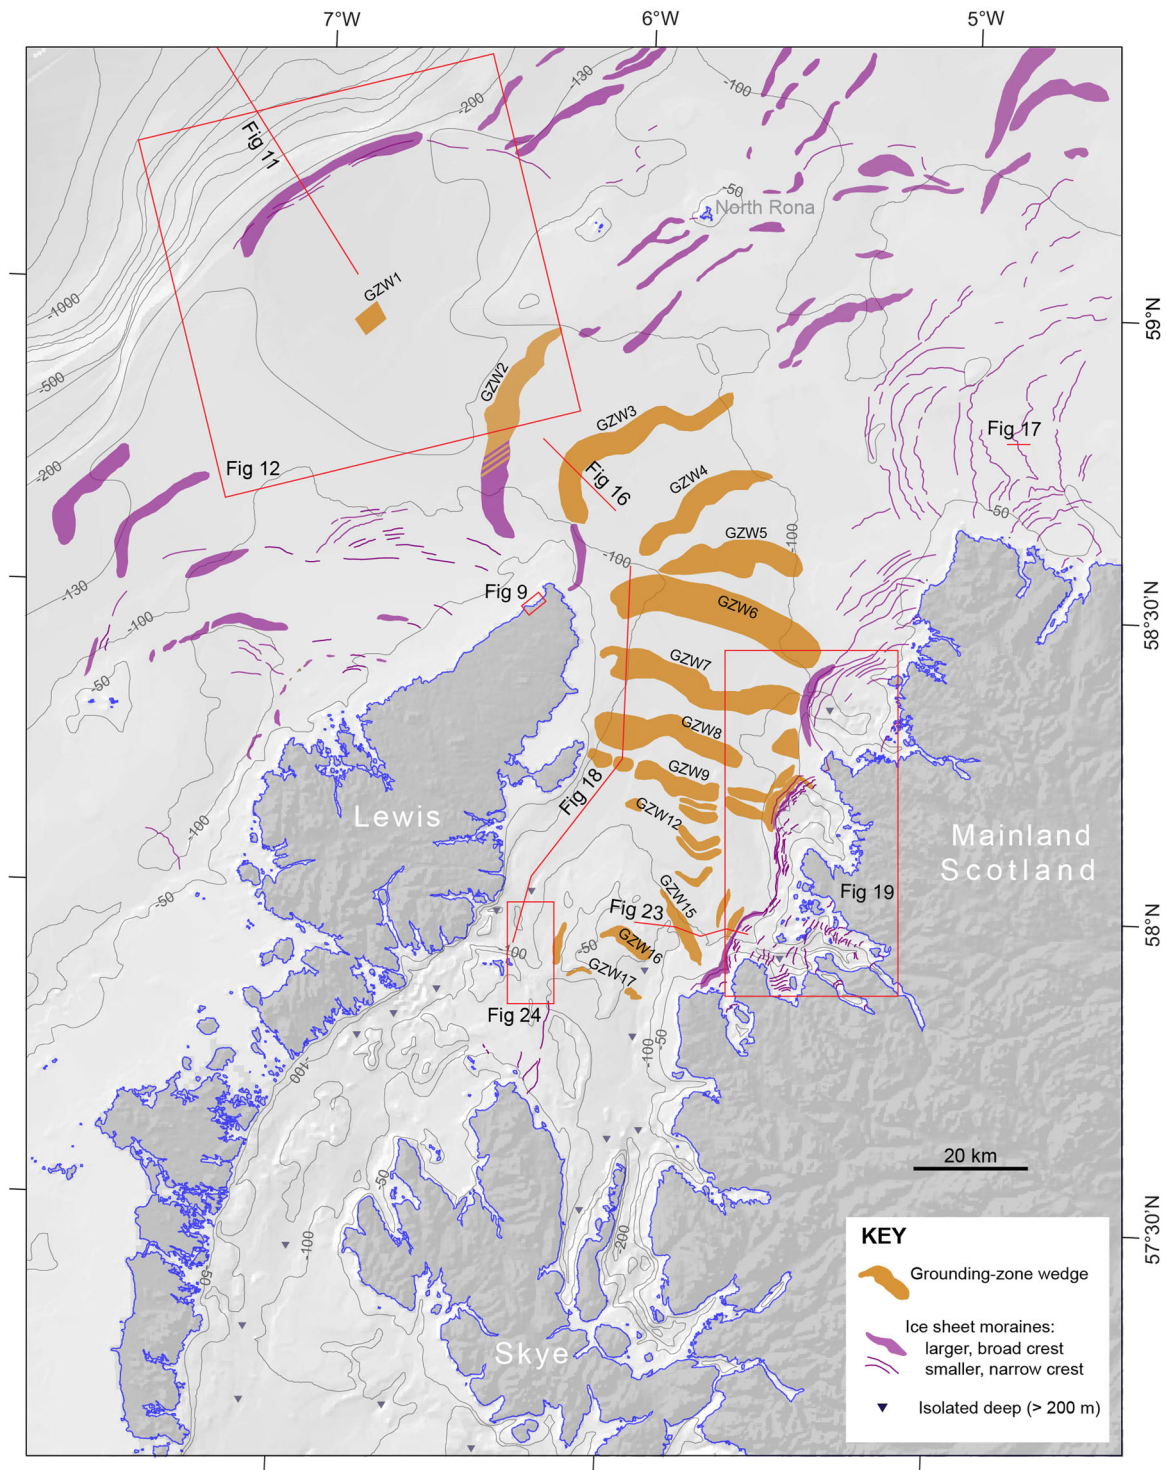 7°W
6°W
5°W
-130
-200
-100
Fig 11
-50
North Rona
GZW1
-1000
59°N
-500
GZW2
GZW3
Fig 17
-200
Fig 12
Fig 16
GZW4
50
-100
GZW5
-100
-130
Fig 9
GZW6
-100
58°30'N
GZW7
-50
GZW8
GZW9
Fig 18
-100
Lewis
GZW12
Mainland
Scotland
-50
GZW15
Fig 19
Fig 23
58°N
-100
-50
GZW16
GZW17
Fig 24
-100
-50
-100
-50
20 km
-100
-200
57°30'N
50
Skye
KEY
Grounding-zone wedge
Ice sheet moraines:
larger, broad crest
smaller, narrow crest
Isolated deep (> 200 m)